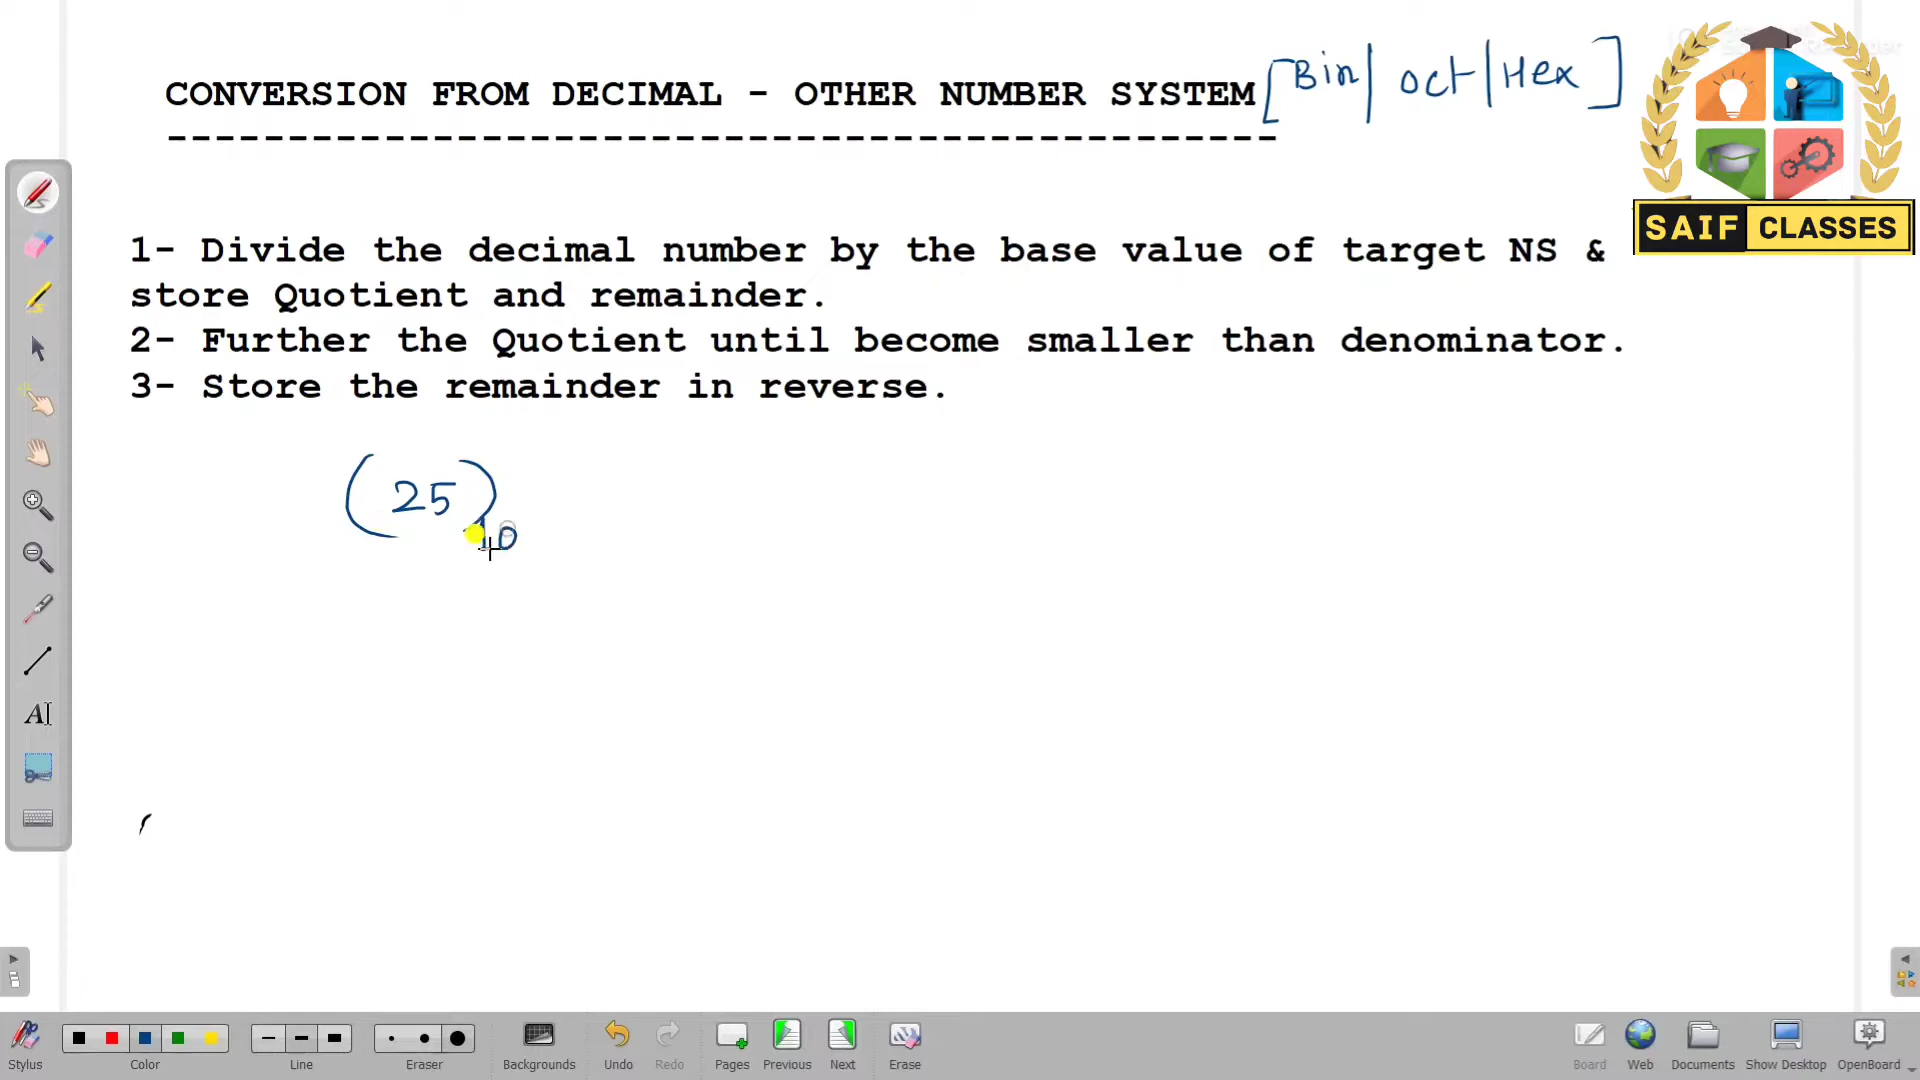 CONVERSION FROM DECIMAL - OTHER NUMBER SYSTEM [Bin| oct|Hex ]
-----------------------------------------------
SAIF CLASSES
1- Divide the decimal number by the base value of target NS &
store Quotient and remainder.
2- Further the Quotient until become smaller than denominator.
3- Store the remainder in reverse.
(25)10
Stylus Color Line Eraser Backgrounds Undo Redo Pages Previous Next Erase Board Web Documents Show Desktop OpenBoard